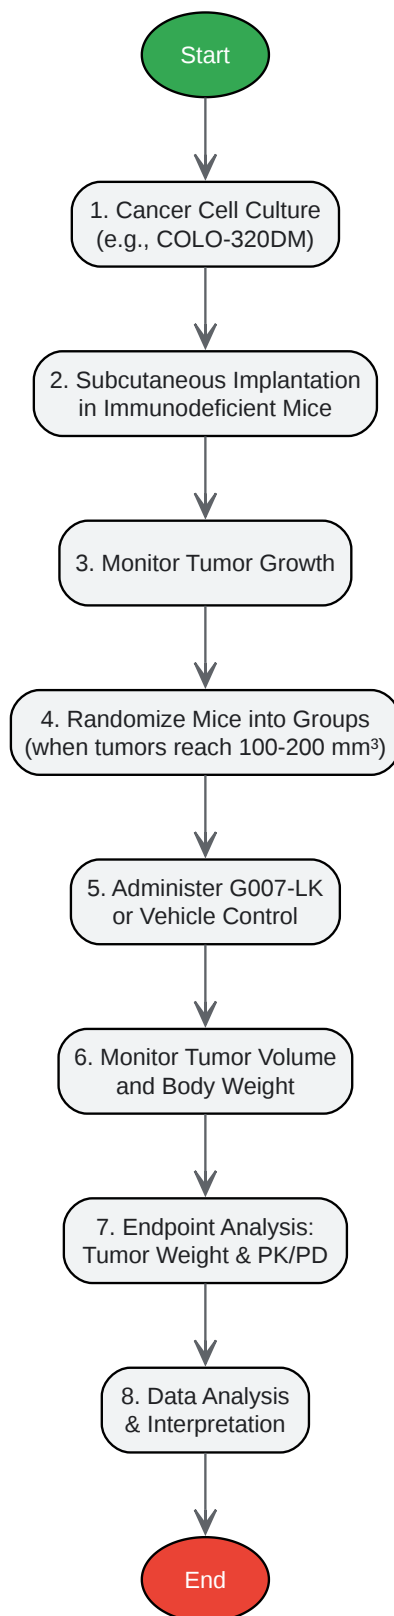 Start
1. Cancer Cell Culture
(e.g., COLO-320DM)
2. Subcutaneous Implantation
in Immunodeficient Mice
3. Monitor Tumor Growth
4. Randomize Mice into Groups
(when tumors reach 100-200 mm³)
5. Administer G007-LK
or Vehicle Control
6. Monitor Tumor Volume
and Body Weight
7. Endpoint Analysis:
Tumor Weight & PK/PD
8. Data Analysis
& Interpretation
End